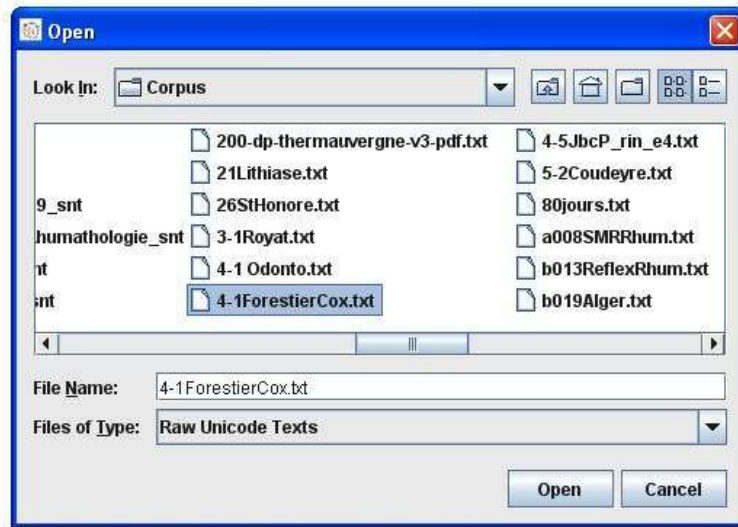 Open
Look In: Corpus
200-dp-thermauvergne-v3-pdf.txt 4-5JbcP_rin_e4.txt
21Lithiase.txt 5-2Coudeyre.txt
9_snt 26StHonore.txt 80jours.txt
humathologie_snt 3-1Royat.txt a008SMRRhum.txt
nt 4-1 Odonto.txt b013ReflexRhum.txt
snt 4-1ForestierCox.txt b019Alger.txt
File Name: 4-1ForestierCox.txt
Files of Type: Raw Unicode Texts
Open Cancel